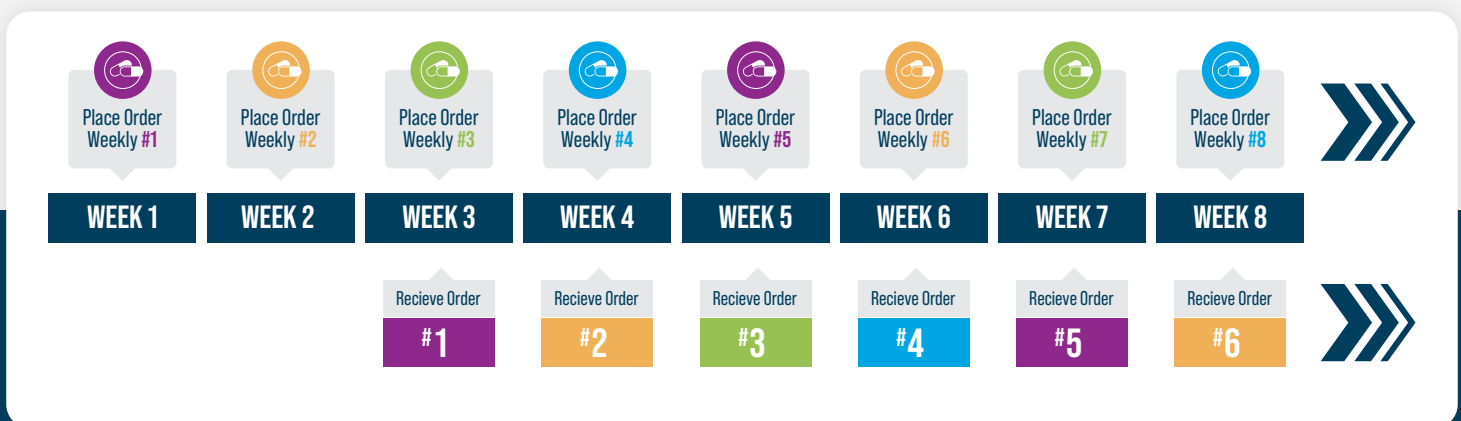 Place Order
Weekly #1
Place Order
Weekly #2
Place Order
Weekly #3
Place Order
Weekly #4
Place Order
Weekly #5
Place Order
Weekly #6
Place Order
Weekly #7
Place Order
Weekly #8
WEEK 1
WEEK 2
WEEK 3
WEEK 4
WEEK 5
WEEK 6
WEEK 7
WEEK 8
Recieve Order
#1
Recieve Order
#2
Recieve Order
#3
Recieve Order
#4
Recieve Order
#5
Recieve Order
#6